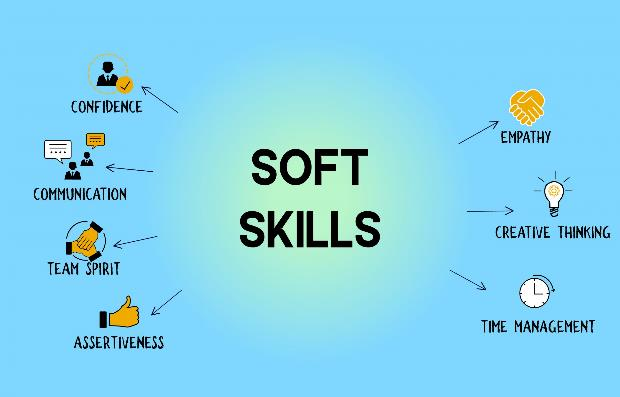 CONFIDENCE
COMMUNICATION
TEAM SPIRIT
ASSERTIVENESS
SOFT
SKILLS
EMPATHY
CREATIVE THINKING
TIME MANAGEMENT